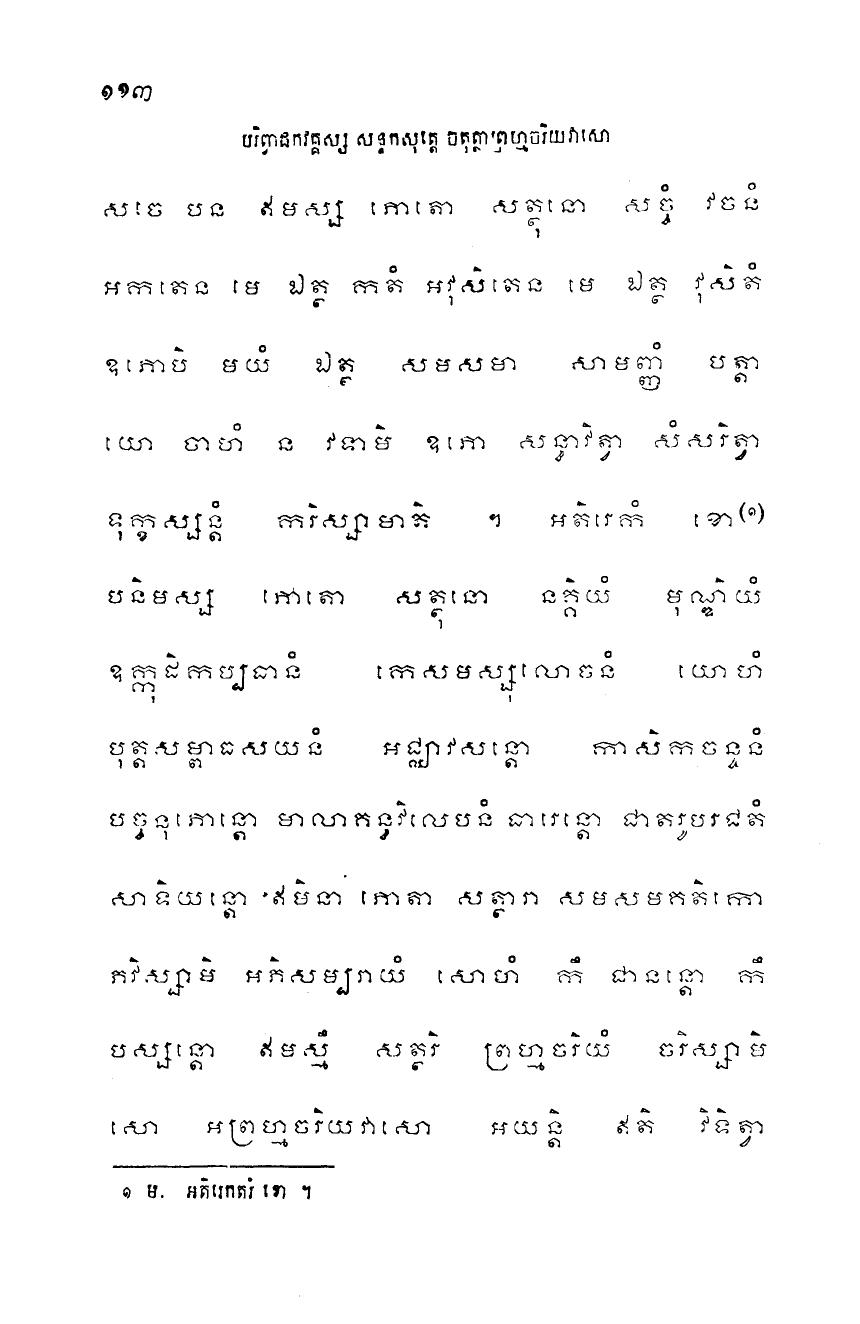 ១១៣
បរិព្វាជកវគ្គស្ស សន្ទកសុត្តេ ចតុត្ថាព្រហ្មចរិយវាសោ
សចេ បន ឥមស្ស ភោតោ សត្ថុនោ សច្ចំ វចនំ
អកតេន មេ ឯត្ថ កតំ អវុសិតេន មេ ឯត្ថ វុសិតំ
ឧភោបិ មយំ ឯត្ថ សមសមា សាមញ្ញំ បត្តា
យោ ចាហំ ន វទាមិ ឧភោ សន្ធាវិត្វា សំសរិត្វា
ទុក្ខស្សន្តំ ករិស្សាមាតិ ។ អតិរេកំ ខោ(១)
បនិមស្ស ភោតោ សត្ថុនោ នគ្គិយំ មុណ្ឌិយំ
ឧក្កុដិកប្បធានំ កេសមស្សុលោចនំ យោហំ
បុត្តសម្ពាធសយនំ អជ្ឈាវសន្តោ កាសិកចន្ទនំ
បច្ចនុភោន្តោ មាលាគន្ធវិលេបនំ ធារេន្តោ ជាតរូបរជតំ
សាទិយន្តោ ឥមិនា ភោតា សត្ថារា សមសមគតិកោ
ភវិស្សាមិ អភិសម្បរាយំ សោហំ កឹ ជានន្តោ កឹ
បស្សន្តោ ឥមស្មឹ សត្ថរិ ព្រហ្មចរិយំ ចរិស្សាមិ
សោ អព្រហ្មចរិយវាសោ អយន្តិ ឥតិ វិទិត្វា
១ ម. អតិរេកតរំ ខោ ។